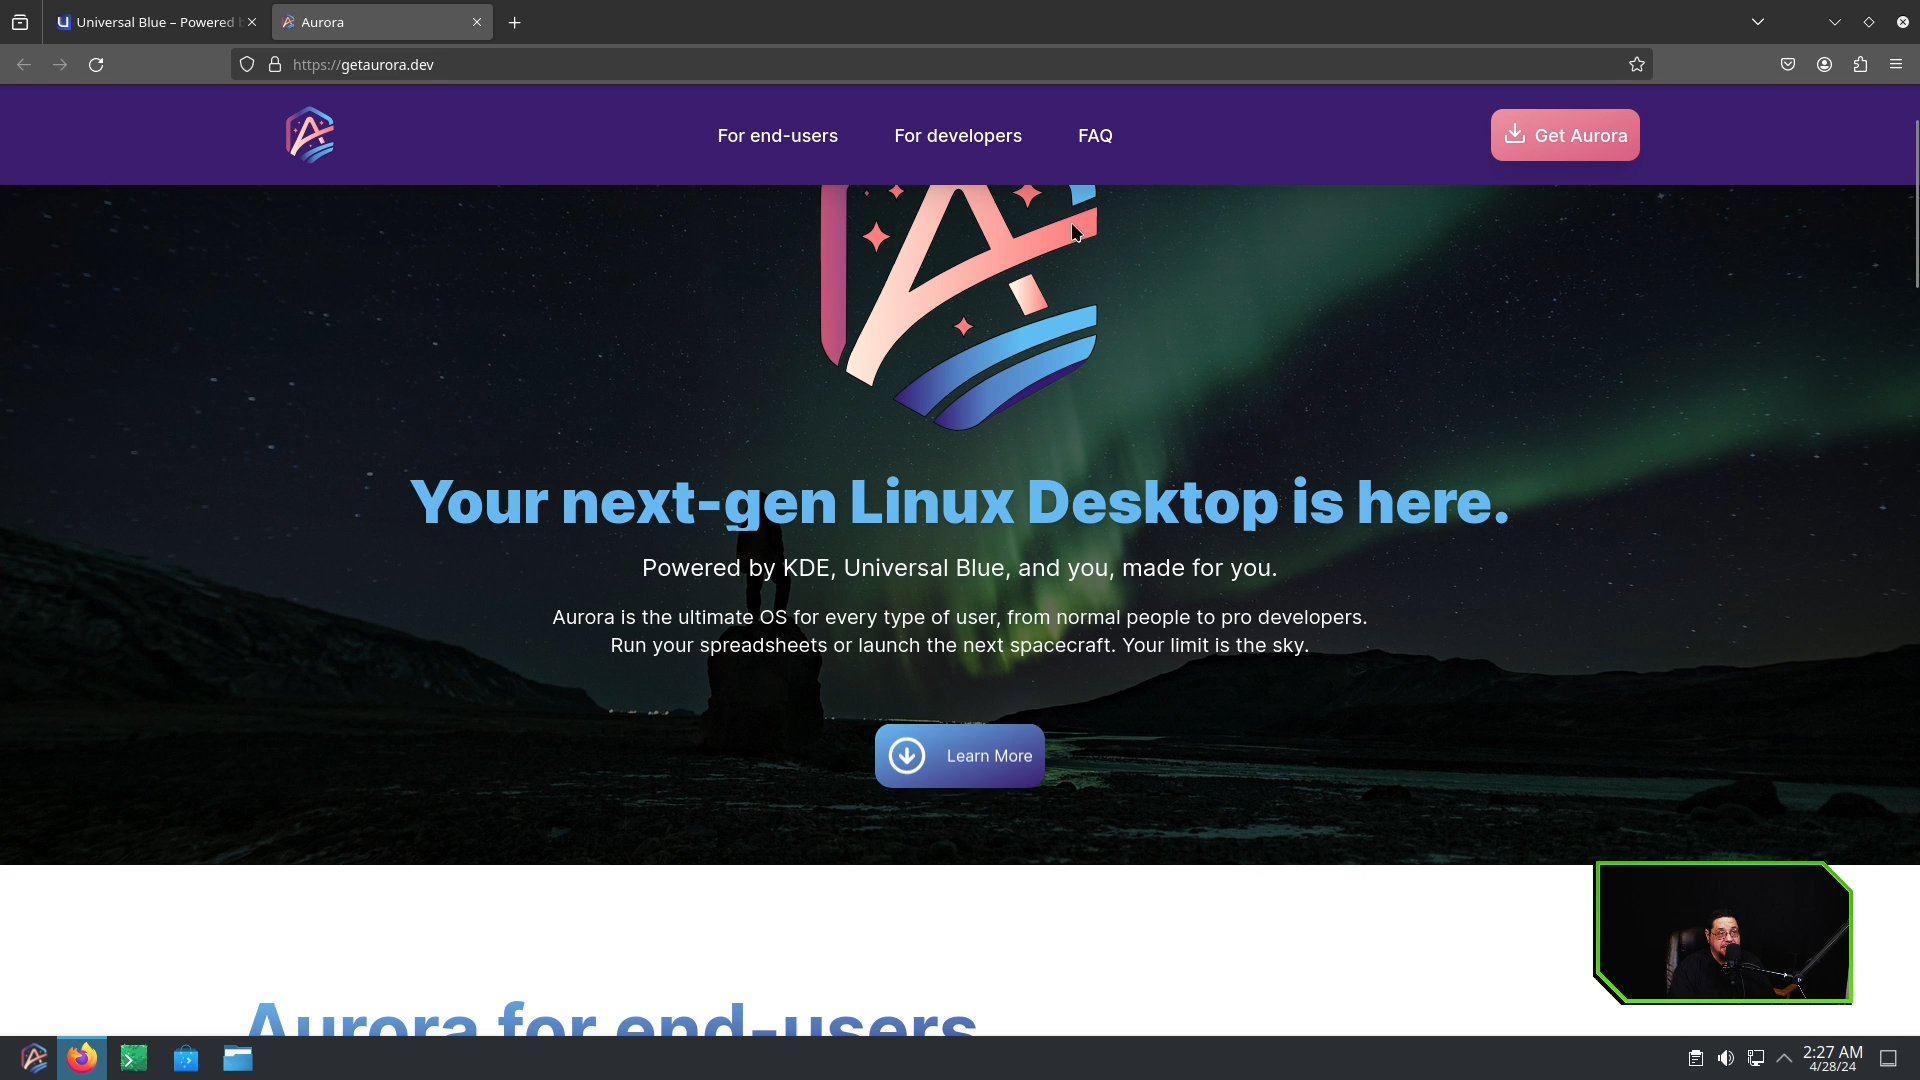 Universal Blue – Powered
Aurora
https://getaurora.dev
For end-users
For developers
FAQ
Get Aurora
Your next-gen Linux Desktop is here.
Powered by KDE, Universal Blue, and you, made for you.
Aurora is the ultimate OS for every type of user, from normal people to pro developers.
Run your spreadsheets or launch the next spacecraft. Your limit is the sky.
Learn More
Aurora for end-users
2:27 AM
4/28/24